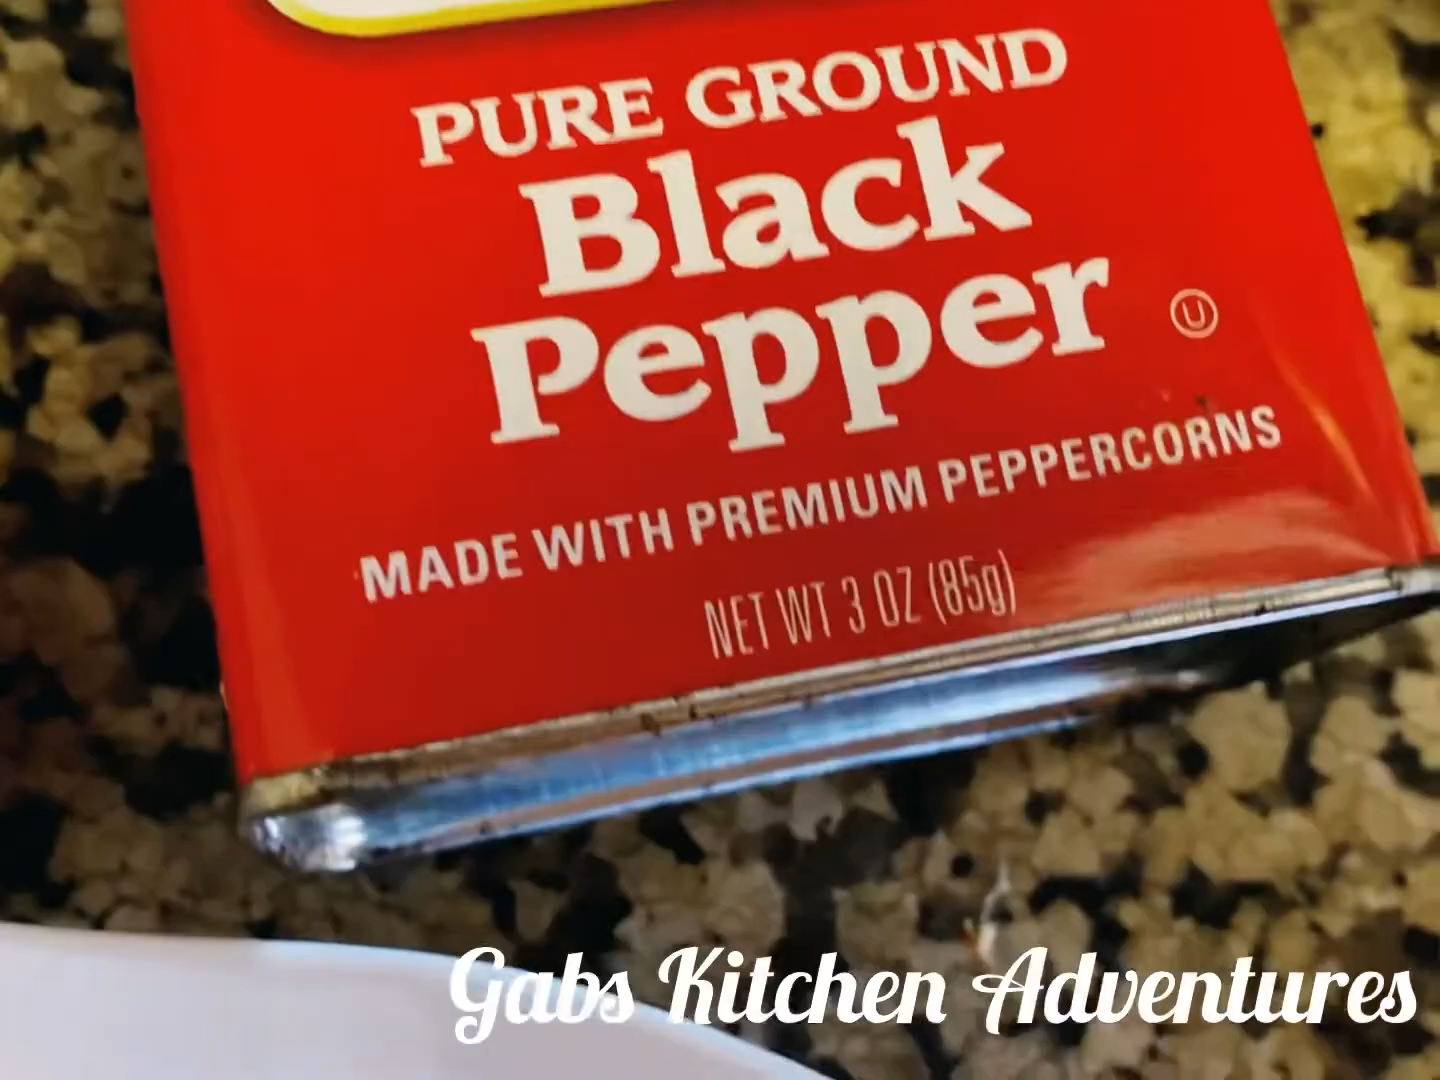 PURE GROUND
Black
Pepper
U
MADE WITH PREMIUM PEPPERCORNS
NET WT 3 OZ (85g)
Gabs Kitchen Adventures